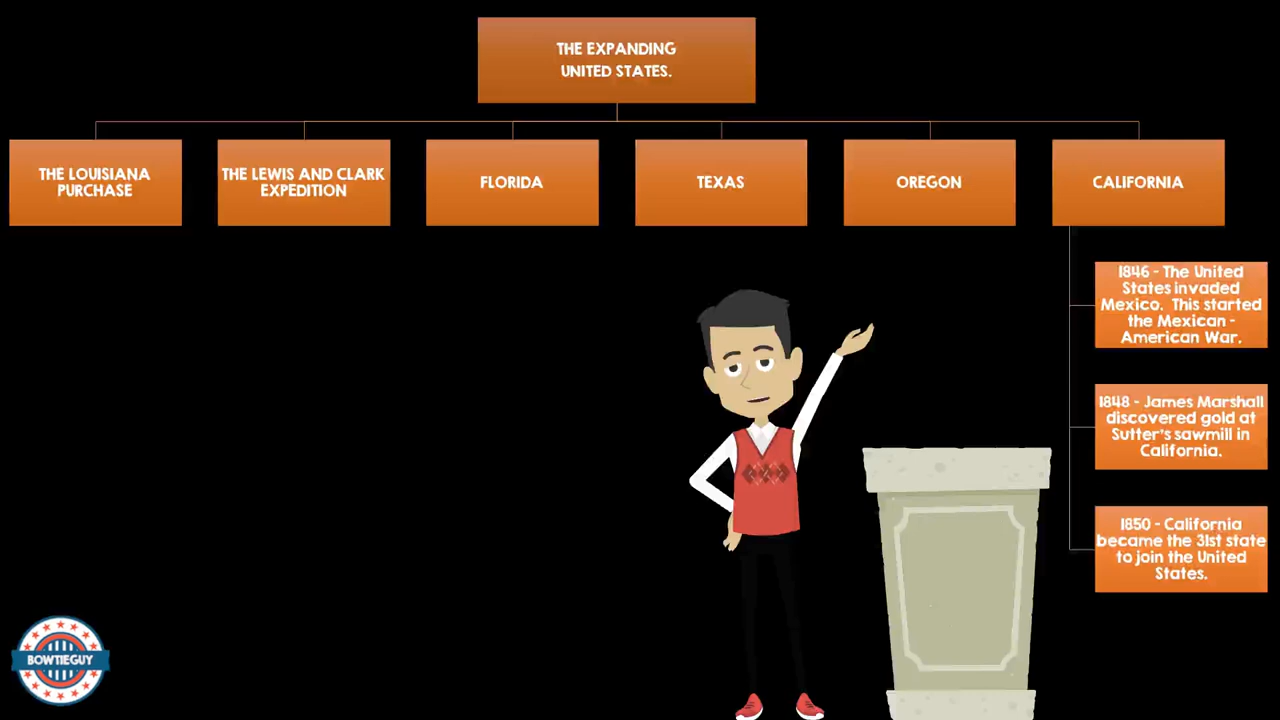 THE EXPANDING
UNITED STATES.
THE LOUISIANA
PURCHASE
THE LEWIS AND CLARK
EXPEDITION
FLORIDA
TEXAS
OREGON
CALIFORNIA
1846 - The United
States invaded
Mexico. This started
the Mexican -
American War.
1848 - James Marshall
discovered gold at
Sutter's sawmill in
California.
1850 - California
became the 31st state
to join the United
States.
BOWTIEGUY